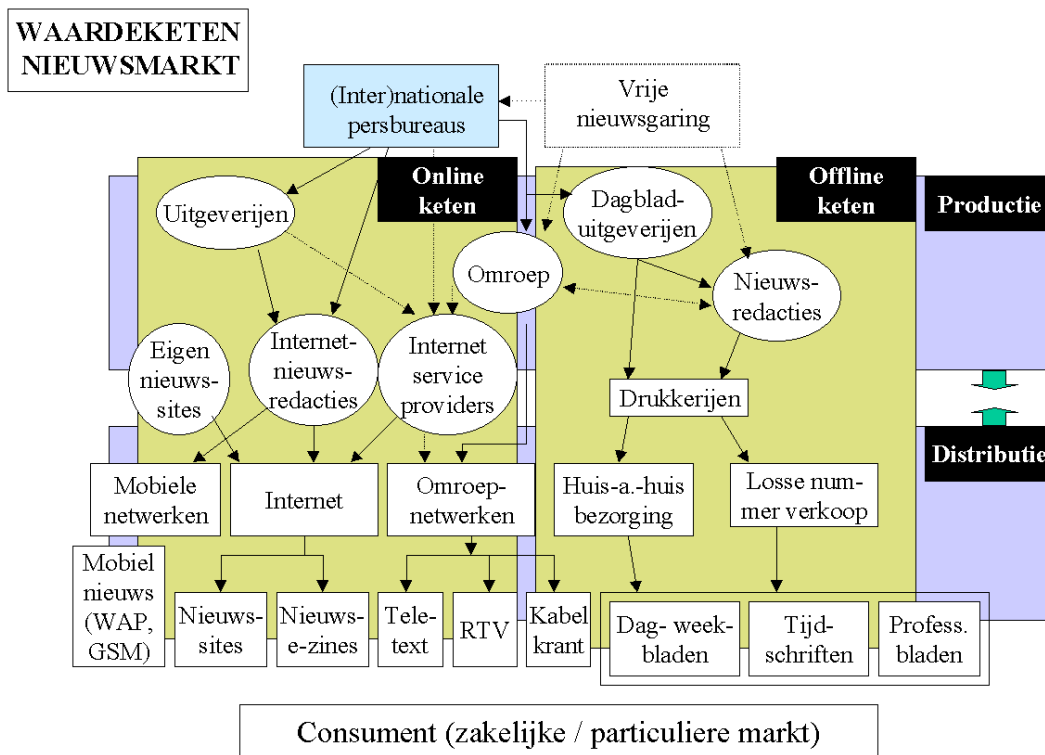 WAARDEKETEN
NIEUWSMARKT
(Inter)nationale
persbureaus
Vrije
nieuwsgaring
Online
keten
Offline
keten
Productie
Uitgeverijen
Dagblad-
uitgeverijen
Omroep
Nieuws-
redacties
Eigen
nieuws-
sites
Internet-
nieuws-
redacties
Internet
service
providers
Drukkerijen
Distributie
Mobiele
netwerken
Internet
Omroep-
netwerken
Huis-a.-huis
bezorging
Losse num-
mer verkoop
Mobiel
nieuws
(WAP,
GSM)
Nieuws-
sites
Nieuws-
e-zines
Tele-
text
RTV
Kabel
krant
Dag- week-
bladen
Tijd-
schriften
Profess.
bladen
Consument (zakelijke / particuliere markt)